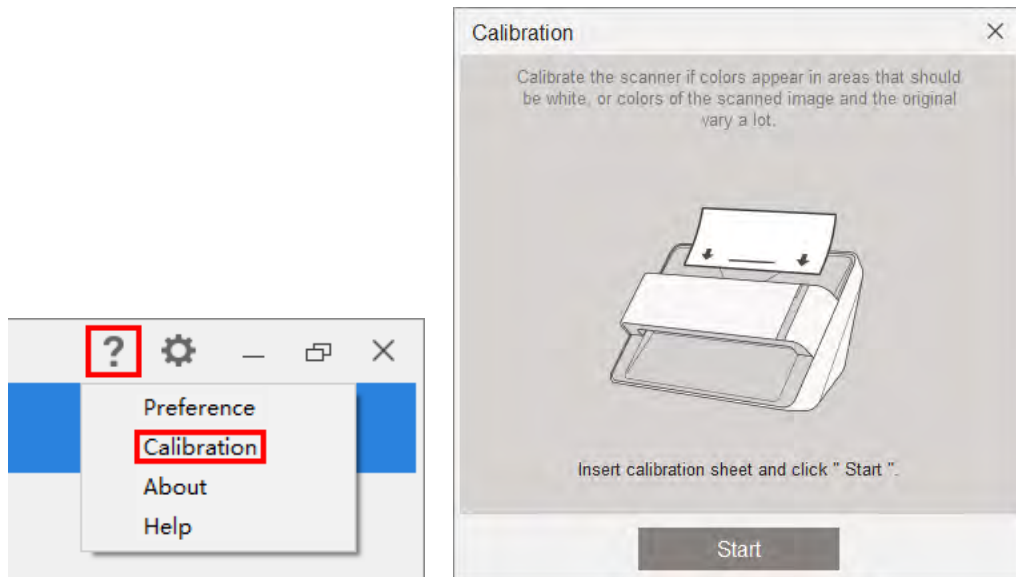 ?
Preference
Calibration
About
Help
Calibration
Calibrate the scanner if colors appear in areas that should
be white, or colors of the scanned image and the original
vary a lot.
Insert calibration sheet and click " Start ".
Start